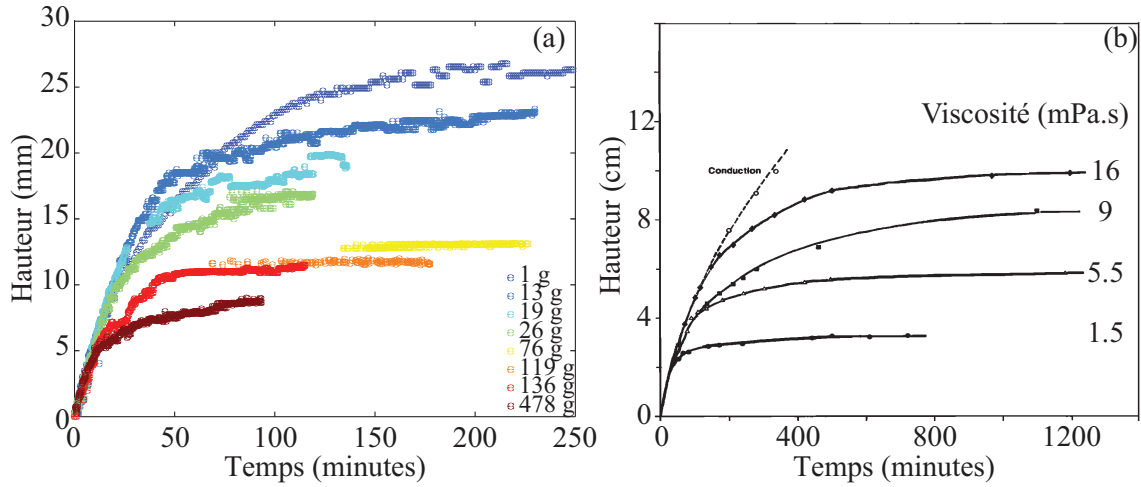 (a)
Hauteur (mm)
30
25
20
15
10
5
0
1 g
13 g
19 g
26 g
76 g
119 g
136 g
478 g
0
50
100
150
200
250
Temps (minutes)
(b)
Viscosité (mPa.s)
Hauteur (cm)
12
8
4
0
Conduction
16
9
5.5
1.5
0
400
800
1200
Temps (minutes)